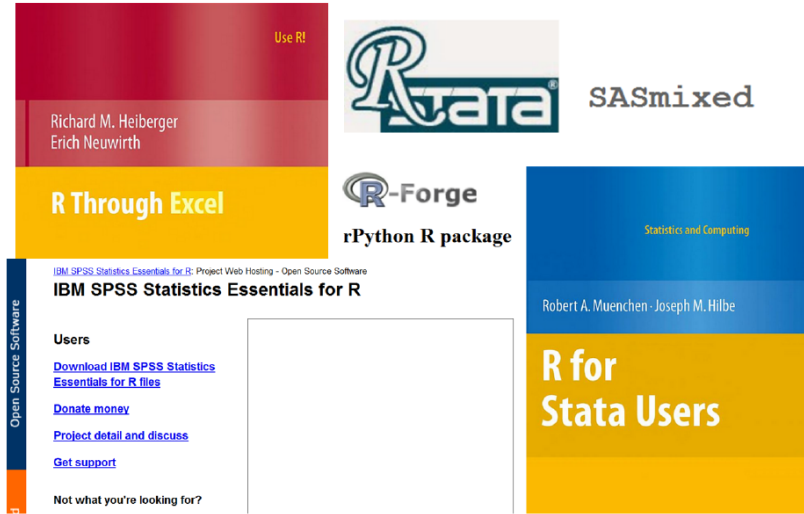 Use R!
Richard M. Heiberger
Erich Neuwirth
R Through Excel
RSTATA®
SASmixed
R-Forge
rPython R package
Statistics and Computing
Robert A. Muenchen · Joseph M. Hilbe
R for
Stata Users
Open Source Software
IBM SPSS Statistics Essentials for R: Project Web Hosting - Open Source Software
IBM SPSS Statistics Essentials for R
Users
Download IBM SPSS Statistics
Essentials for R files
Donate money
Project detail and discuss
Get support
Not what you're looking for?